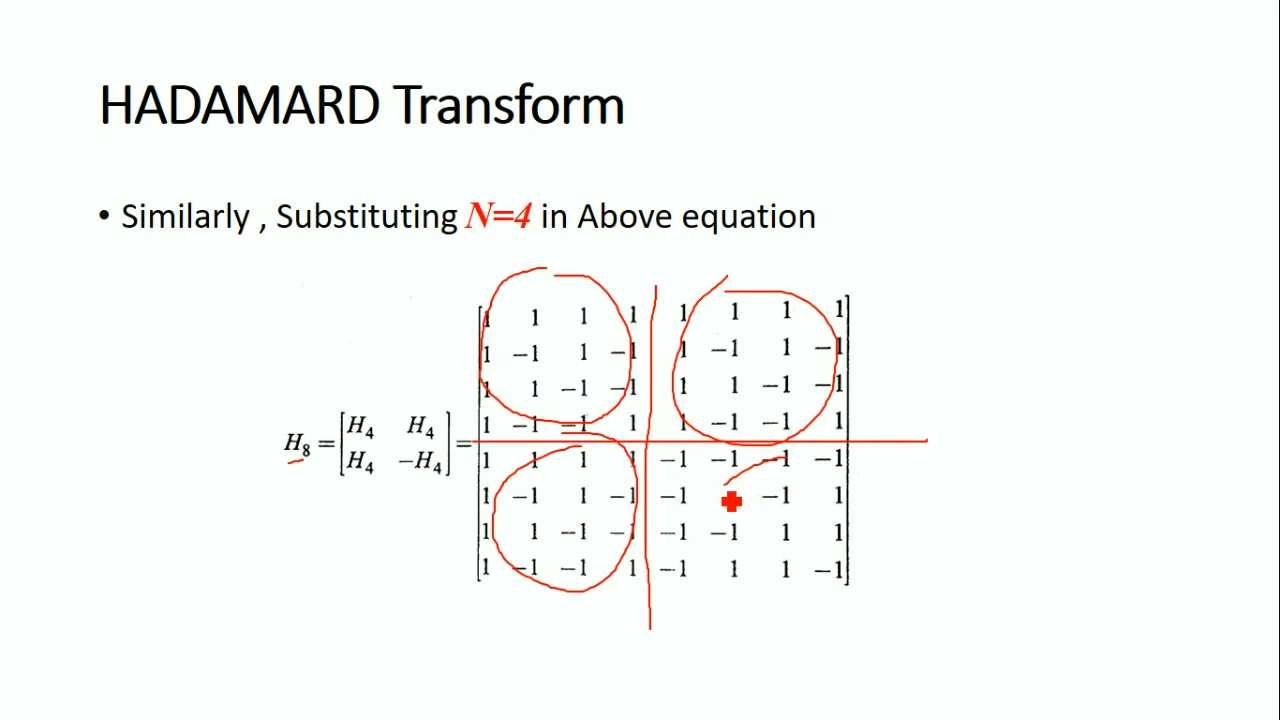 HADAMARD Transform
• Similarly , Substituting N=4 in Above equation
1 1 1 1 1 1 1 1
1 −1 1 −1 1 −1 1 −1
1 1 −1 −1 1 1 −1 −1
H4 H4 1 −1 −1 1 1 −1 −1 1
H8 = =
H4 −H4 1 1 1 1 −1 −1 −1 −1
1 −1 1 −1 −1 −1 1
1 1 −1 −1 −1 −1 1 1
1 −1 −1 1 −1 1 1 −1